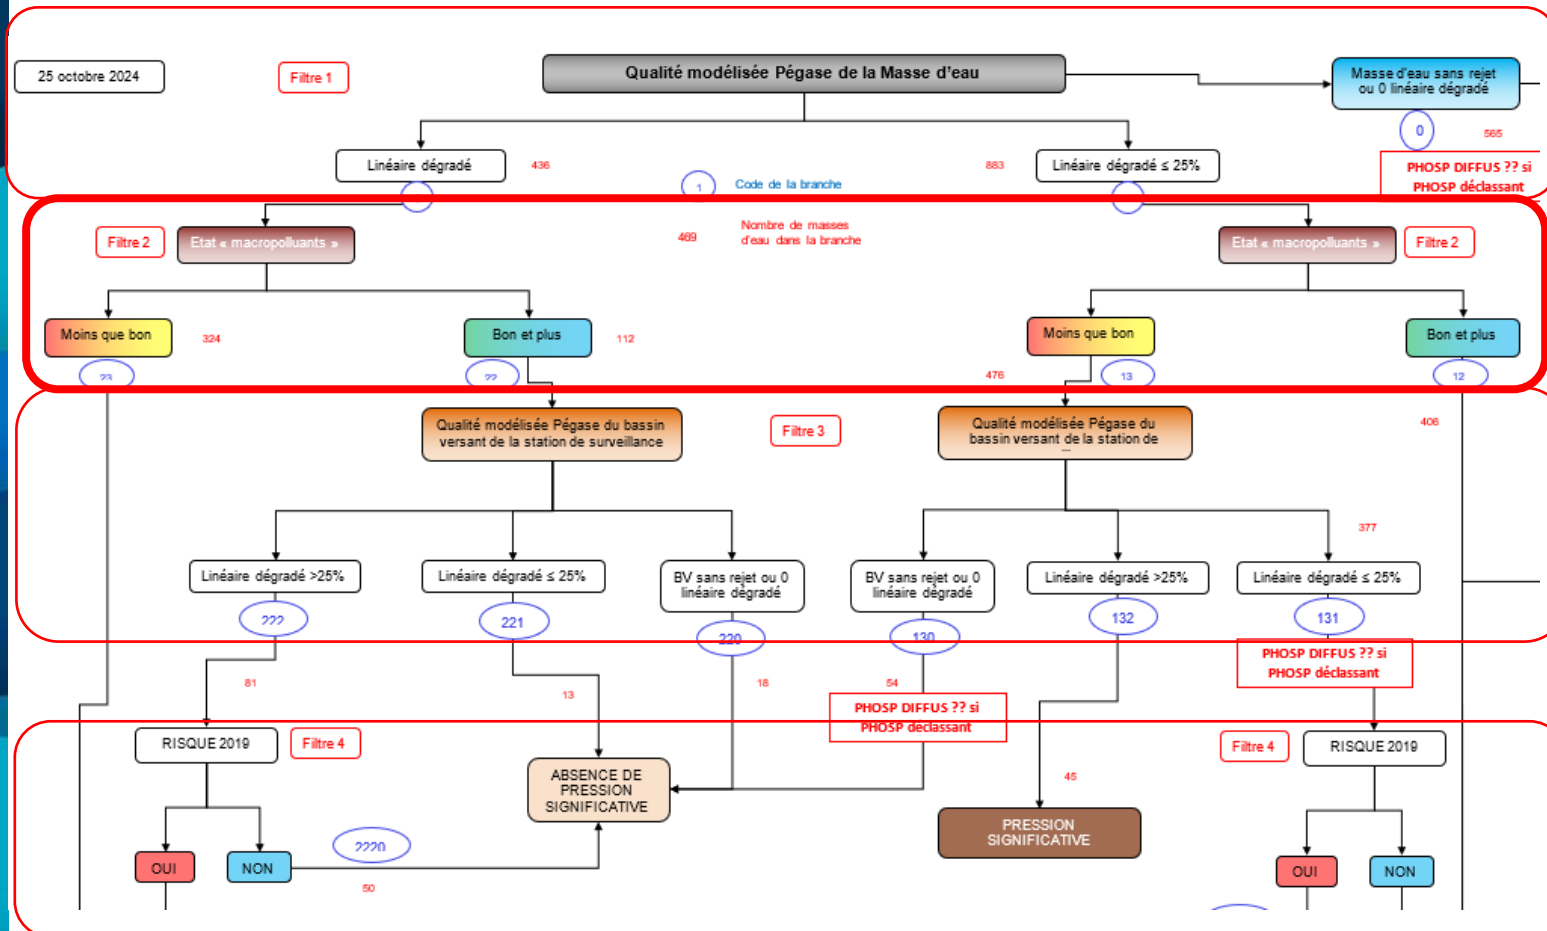 25 octobre 2024
Filtre 1
Qualité modélisée Pégase de la Masse d'eau
Masse d'eau sans rejet
ou 0 linéaire dégradé
0
565
Linéaire dégradé
436
883
Linéaire dégradé ≤ 25%
PHOSP DIFFUS ?? si
PHOSP déclassant
1
Code de la branche
Filtre 2
Etat « macropolluants »
469
Nombre de masses
d'eau dans la branche
Etat « macropolluants »
Filtre 2
Moins que bon
324
Bon et plus
112
Moins que bon
Bon et plus
23
22
476
13
12
Qualité modélisée Pégase du bassin
versant de la station de surveillance
Filtre 3
Qualité modélisée Pégase du
bassin versant de la station de
406
377
Linéaire dégradé >25%
Linéaire dégradé ≤ 25%
BV sans rejet ou 0
linéaire dégradé
BV sans rejet ou 0
linéaire dégradé
Linéaire dégradé >25%
Linéaire dégradé ≤ 25%
222
221
220
130
132
131
PHOSP DIFFUS ?? si
PHOSP déclassant
81
13
18
54
PHOSP DIFFUS ?? si
PHOSP déclassant
RISQUE 2019
Filtre 4
Filtre 4
RISQUE 2019
ABSENCE DE
PRESSION
SIGNIFICATIVE
45
PRESSION
SIGNIFICATIVE
2220
OUI
NON
50
OUI
NON